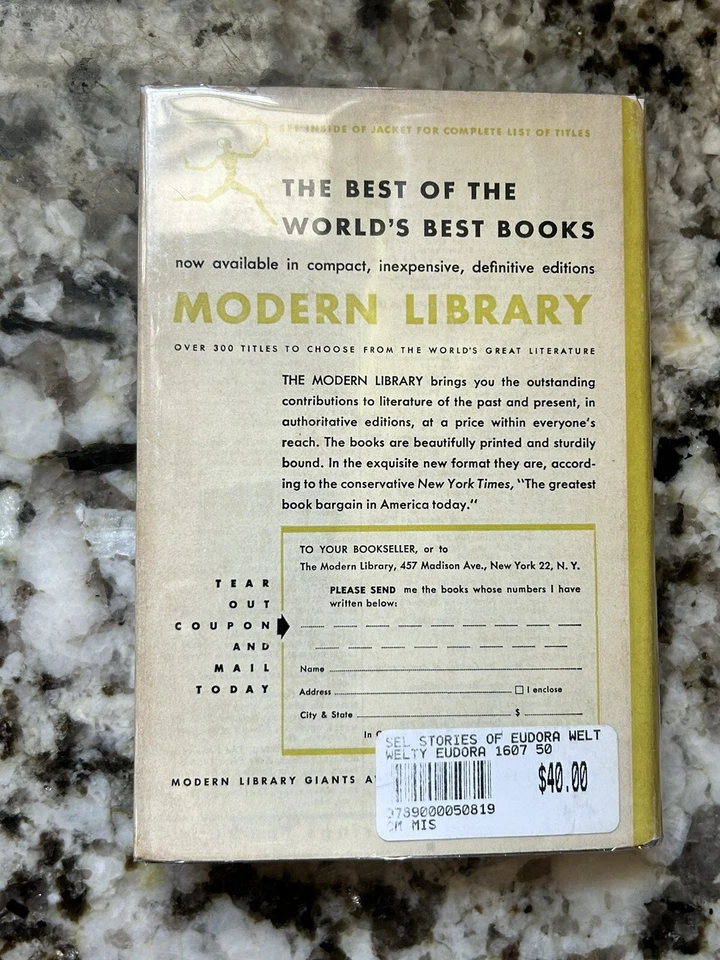 SEE INSIDE OF JACKET FOR COMPLETE LIST OF TITLES
THE BEST OF THE
WORLD'S BEST BOOKS
now available in compact, inexpensive, definitive editions
MODERN LIBRARY
OVER 300 TITLES TO CHOOSE FROM THE WORLD'S GREAT LITERATURE
THE MODERN LIBRARY brings you the outstanding
contributions to literature of the past and present, in
authoritative editions, at a price within everyone's
reach. The books are beautifully printed and sturdily
bound. In the exquisite new format they are, accord-
ing to the conservative New York Times, "The greatest
book bargain in America today."
TO YOUR BOOKSELLER, or to
The Modern Library, 457 Madison Ave., New York 22, N. Y.
PLEASE SEND me the books whose numbers I have
written below:
TEAR
OUT
COUPON
AND
MAIL
TODAY
Name
Address I enclose
City & State $
In
MODERN LIBRARY GIANTS
SEL STORIES OF EUDORA WELT
WELTY EUDORA 1607 50
$40.00
9789000050819
MIS